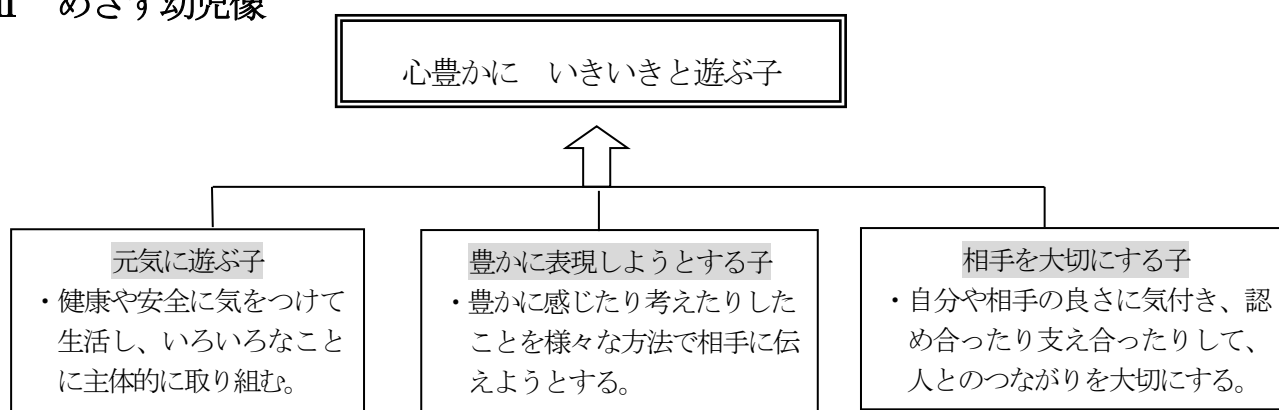 Ⅱ　めざす幼児像
心豊かに　いきいきと遊ぶ子
元気に遊ぶ子
・健康や安全に気をつけて
生活し、いろいろなこと
に主体的に取り組む。
豊かに表現しようとする子
・豊かに感じたり考えたりした
ことを様々な方法で相手に伝
えようとする。
相手を大切にする子
・自分や相手の良さに気付き、認
め合ったり支え合ったりして、
人とのつながりを大切にする。